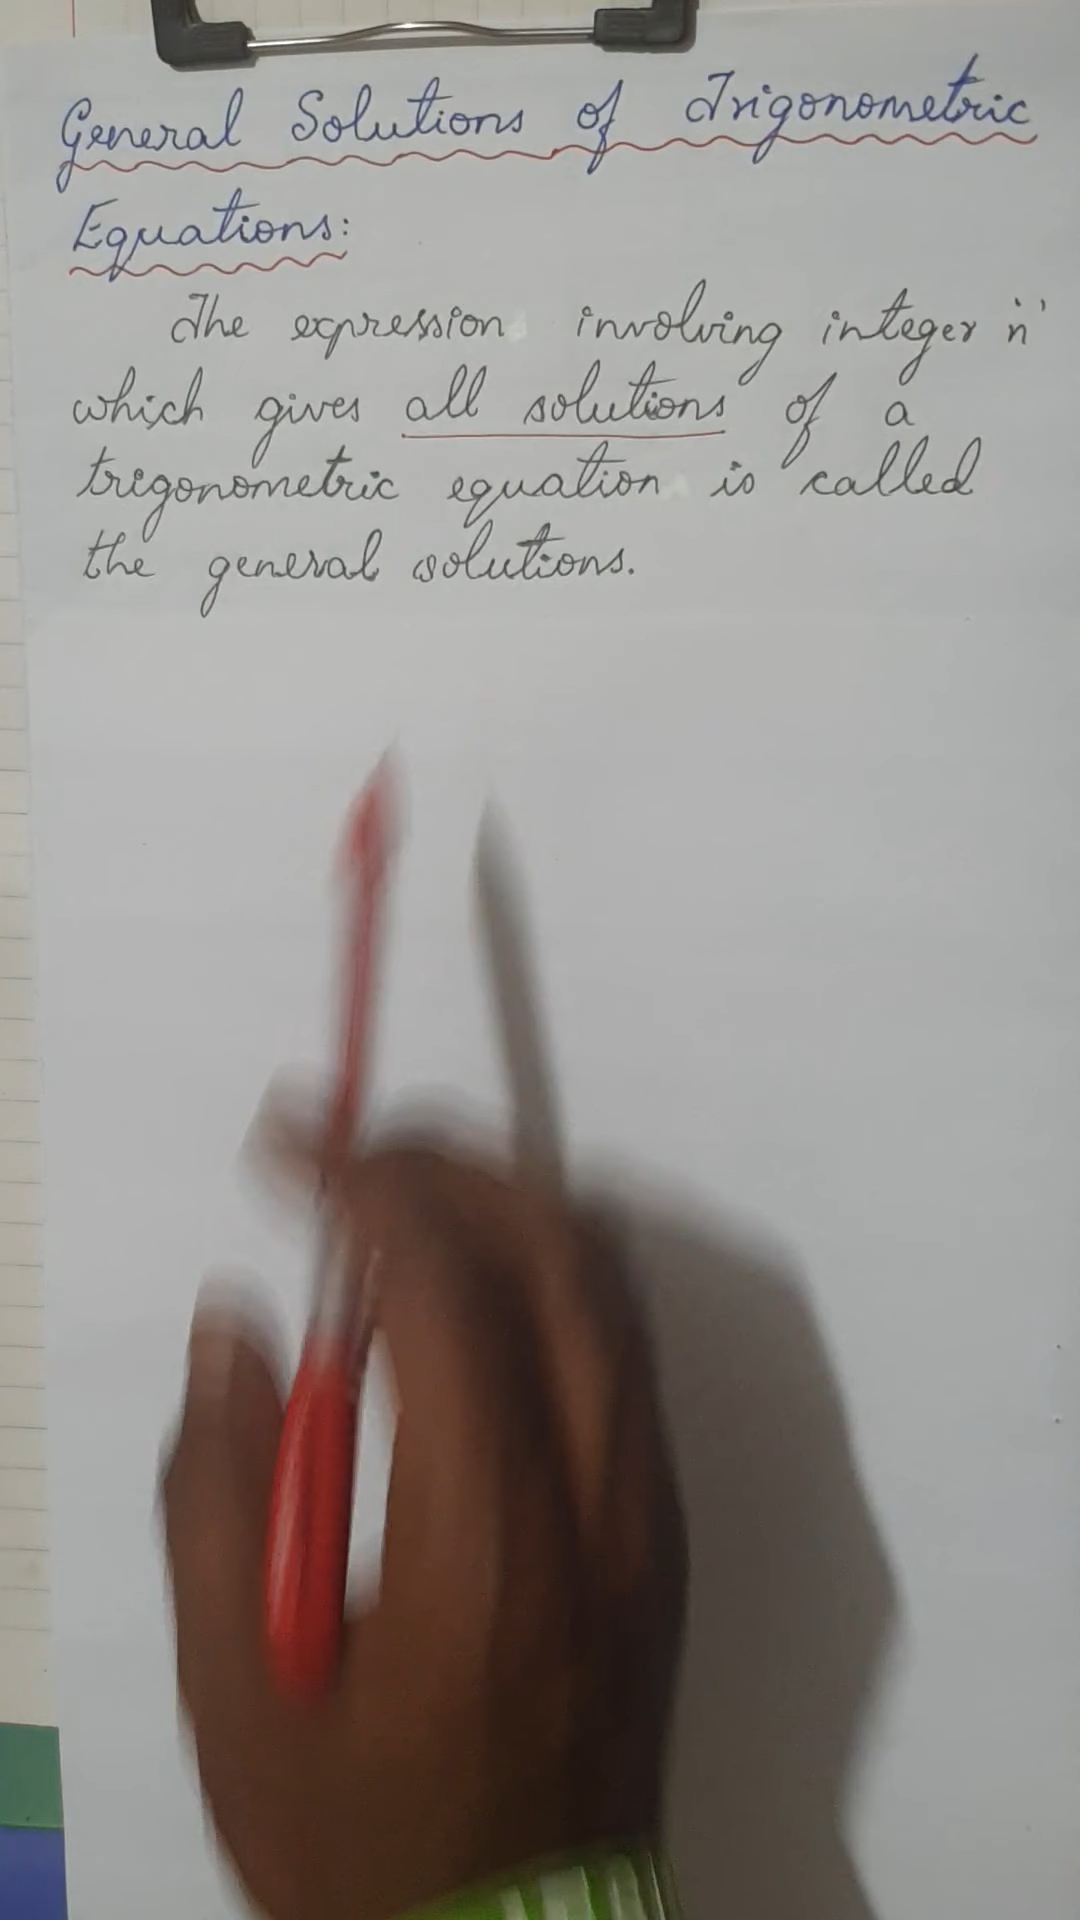 General Solutions of Trigonometric
Equations:
The expression involving integer 'n'
which gives all solutions of a
trigonometric equation is called
the general solutions.